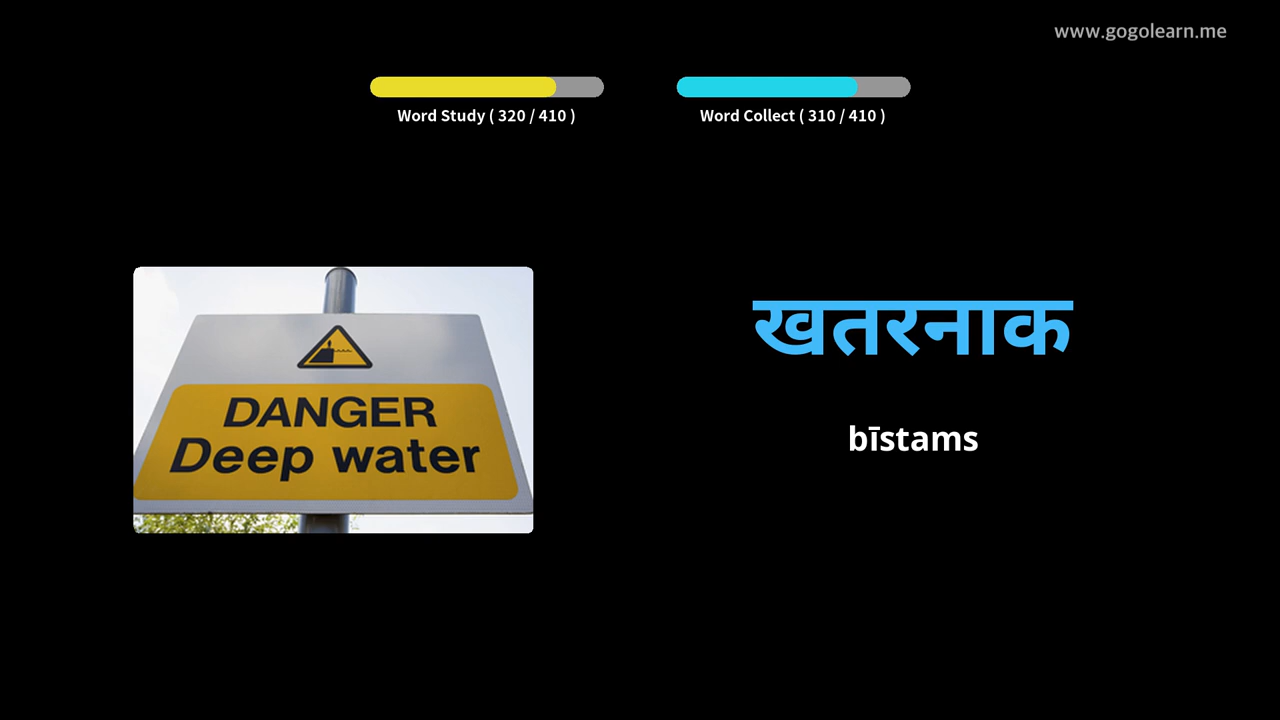 www.gogolearn.me
Word Study ( 320 / 410 )
Word Collect ( 310 / 410 )
DANGER
Deep water
खतरनाक
bīstams